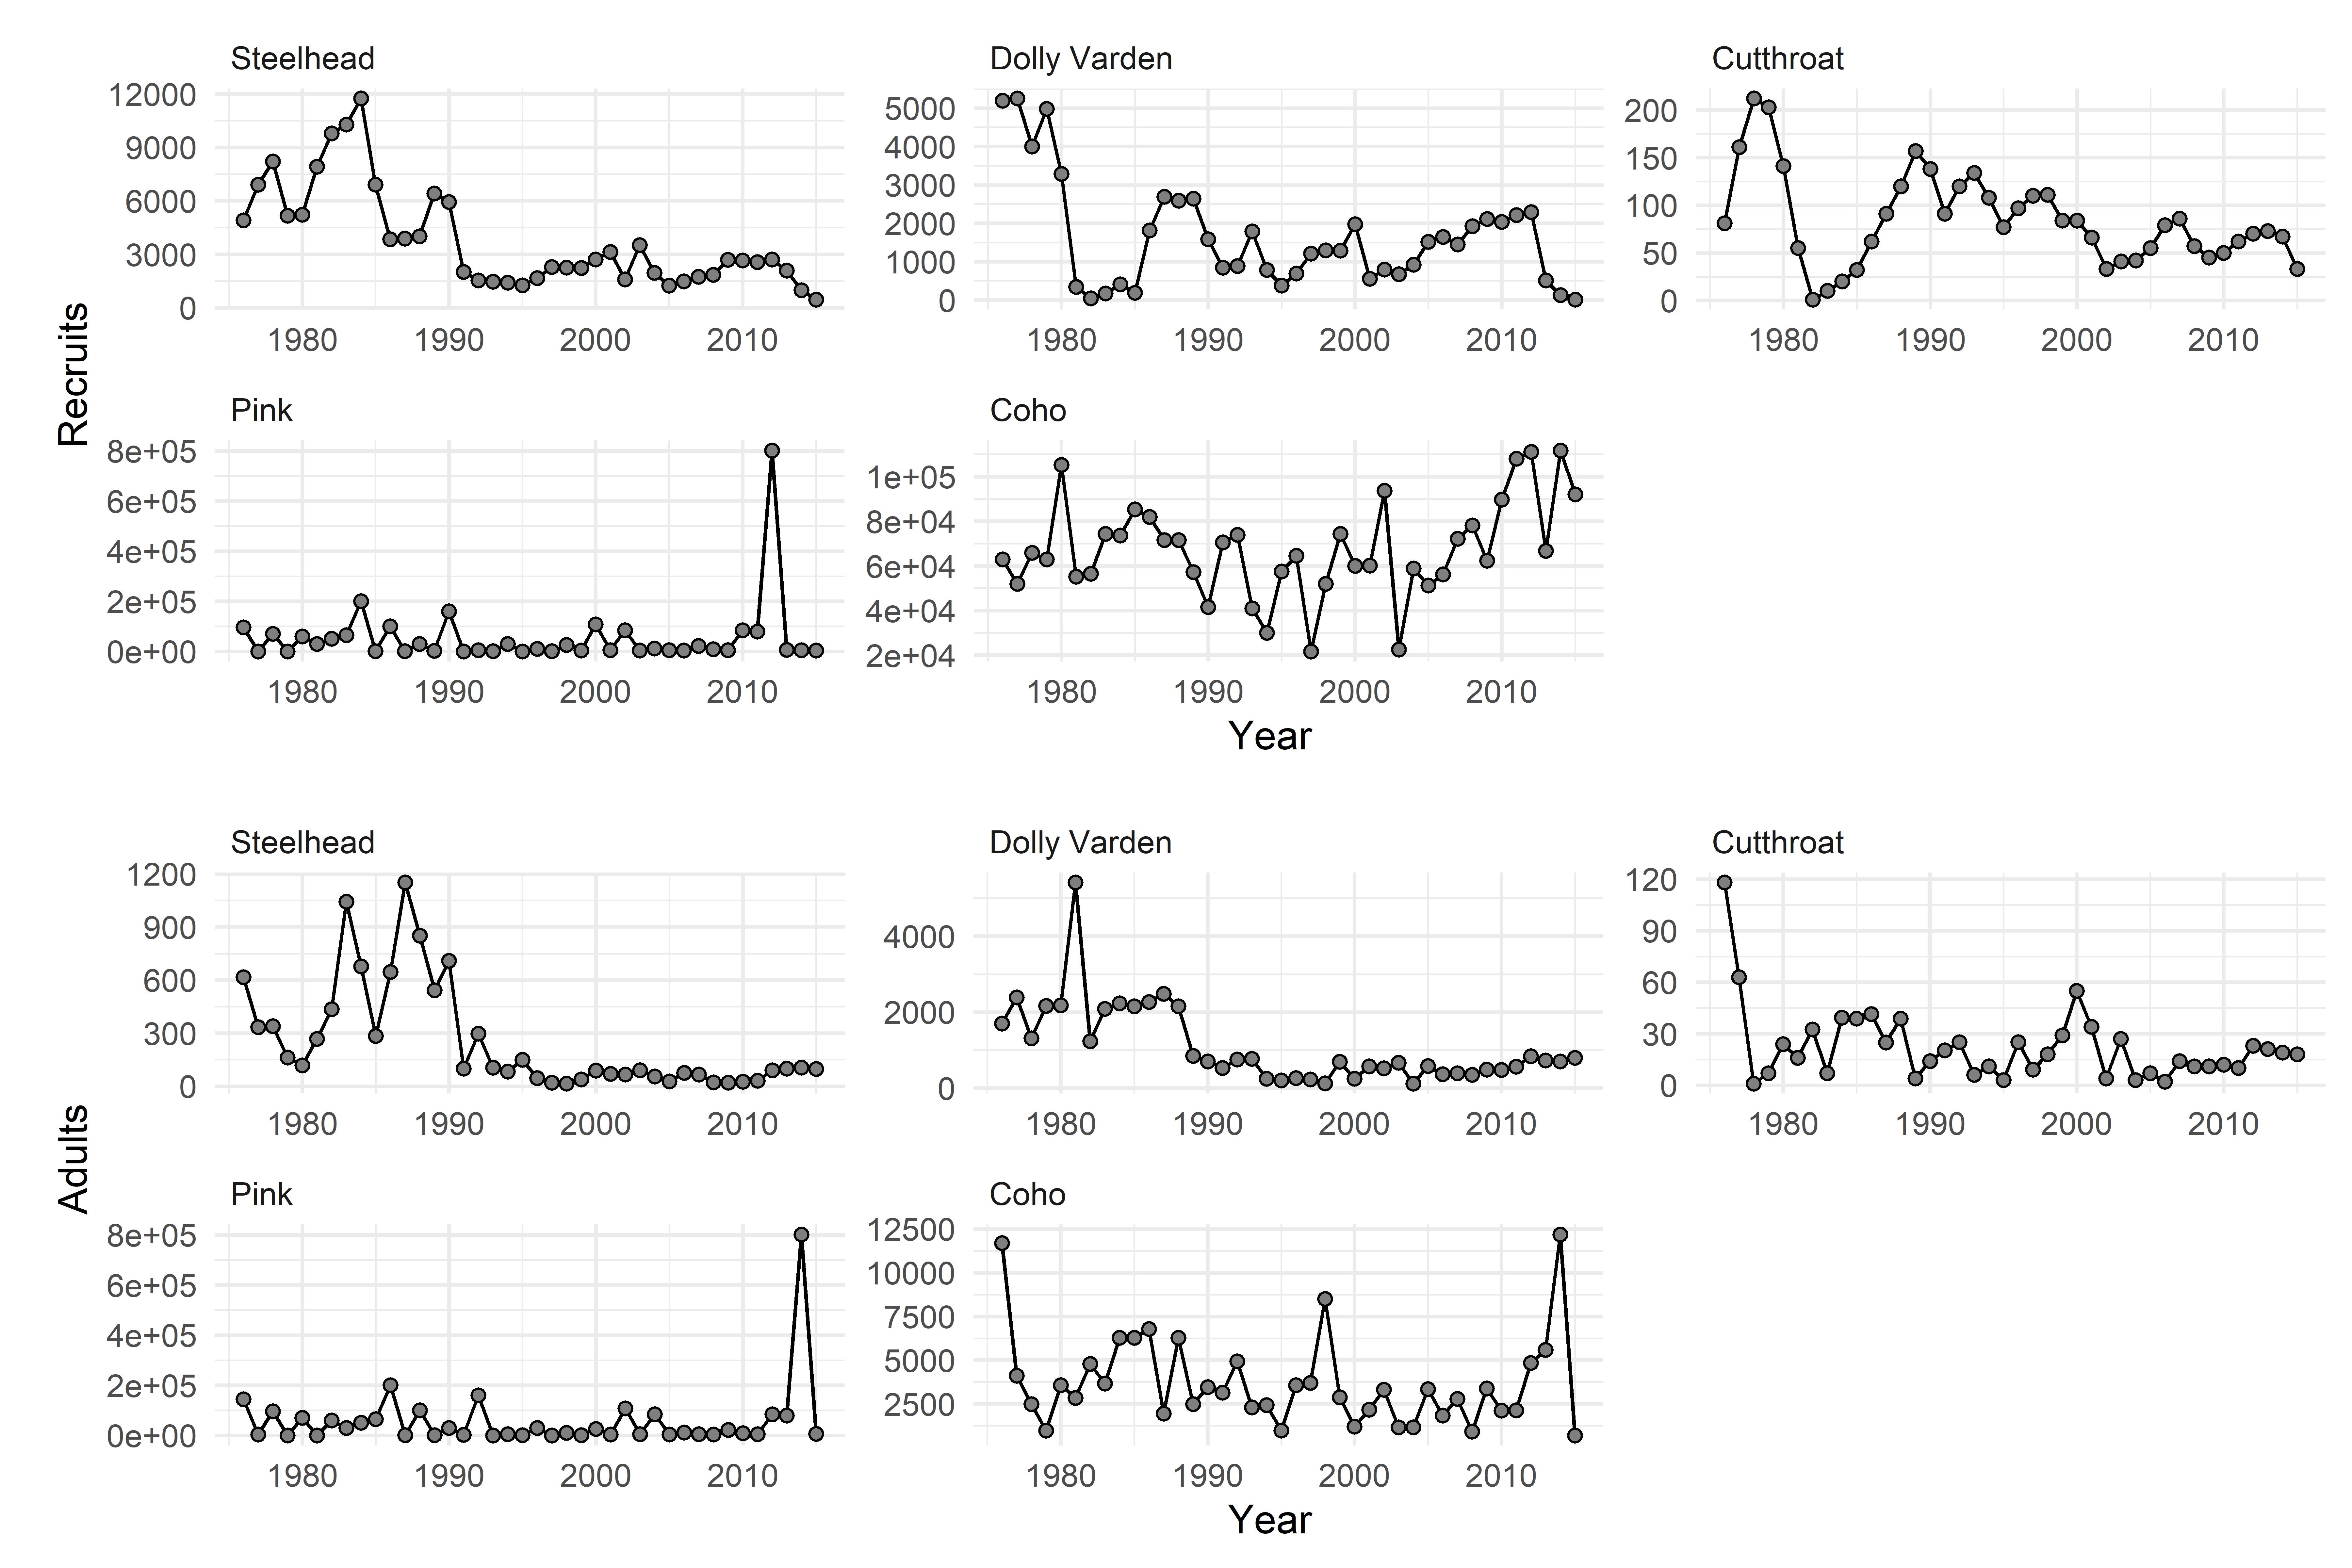 Recruits
Steelhead
12000
9000
6000
3000
0
1980 1990 2000 2010
Dolly Varden
5000
4000
3000
2000
1000
0
1980 1990 2000 2010
Cutthroat
200
150
100
50
0
1980 1990 2000 2010
Pink
8e+05
6e+05
4e+05
2e+05
0e+00
1980 1990 2000 2010
Coho
1e+05
8e+04
6e+04
4e+04
2e+04
1980 1990 2000 2010
Year
Adults
Steelhead
1200
900
600
300
0
1980 1990 2000 2010
Dolly Varden
4000
2000
0
1980 1990 2000 2010
Cutthroat
120
90
60
30
0
1980 1990 2000 2010
Pink
8e+05
6e+05
4e+05
2e+05
0e+00
1980 1990 2000 2010
Coho
12500
10000
7500
5000
2500
1980 1990 2000 2010
Year